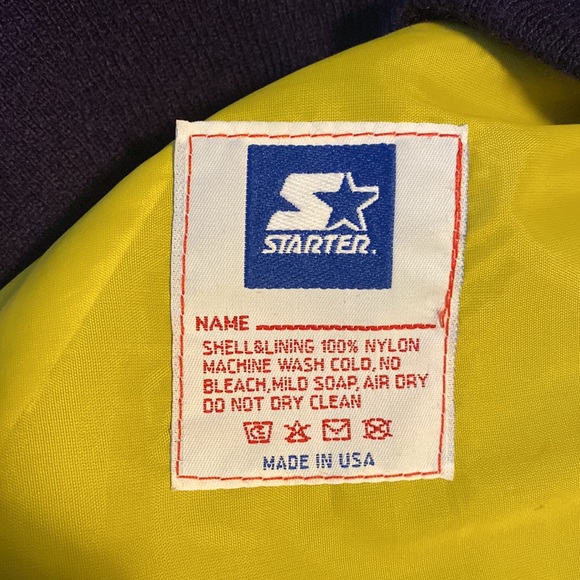 STARTER.
NAME
SHELL&LINING 100% NYLON
MACHINE WASH COLD, NO
BLEACH, MILD SOAP, AIR DRY
DO NOT DRY CLEAN
MADE IN USA